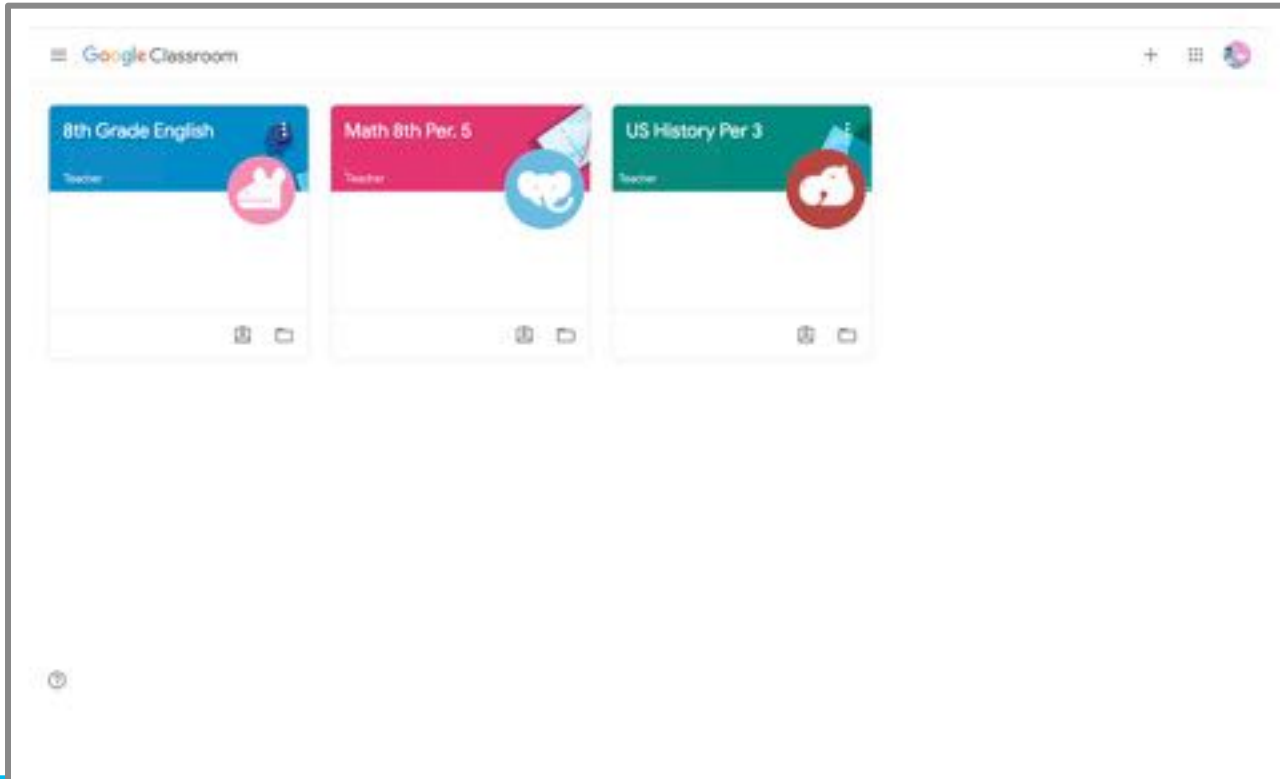 Google Classroom
8th Grade English
Teacher
Math 8th Per. 5
Teacher
US History Per 3
Teacher